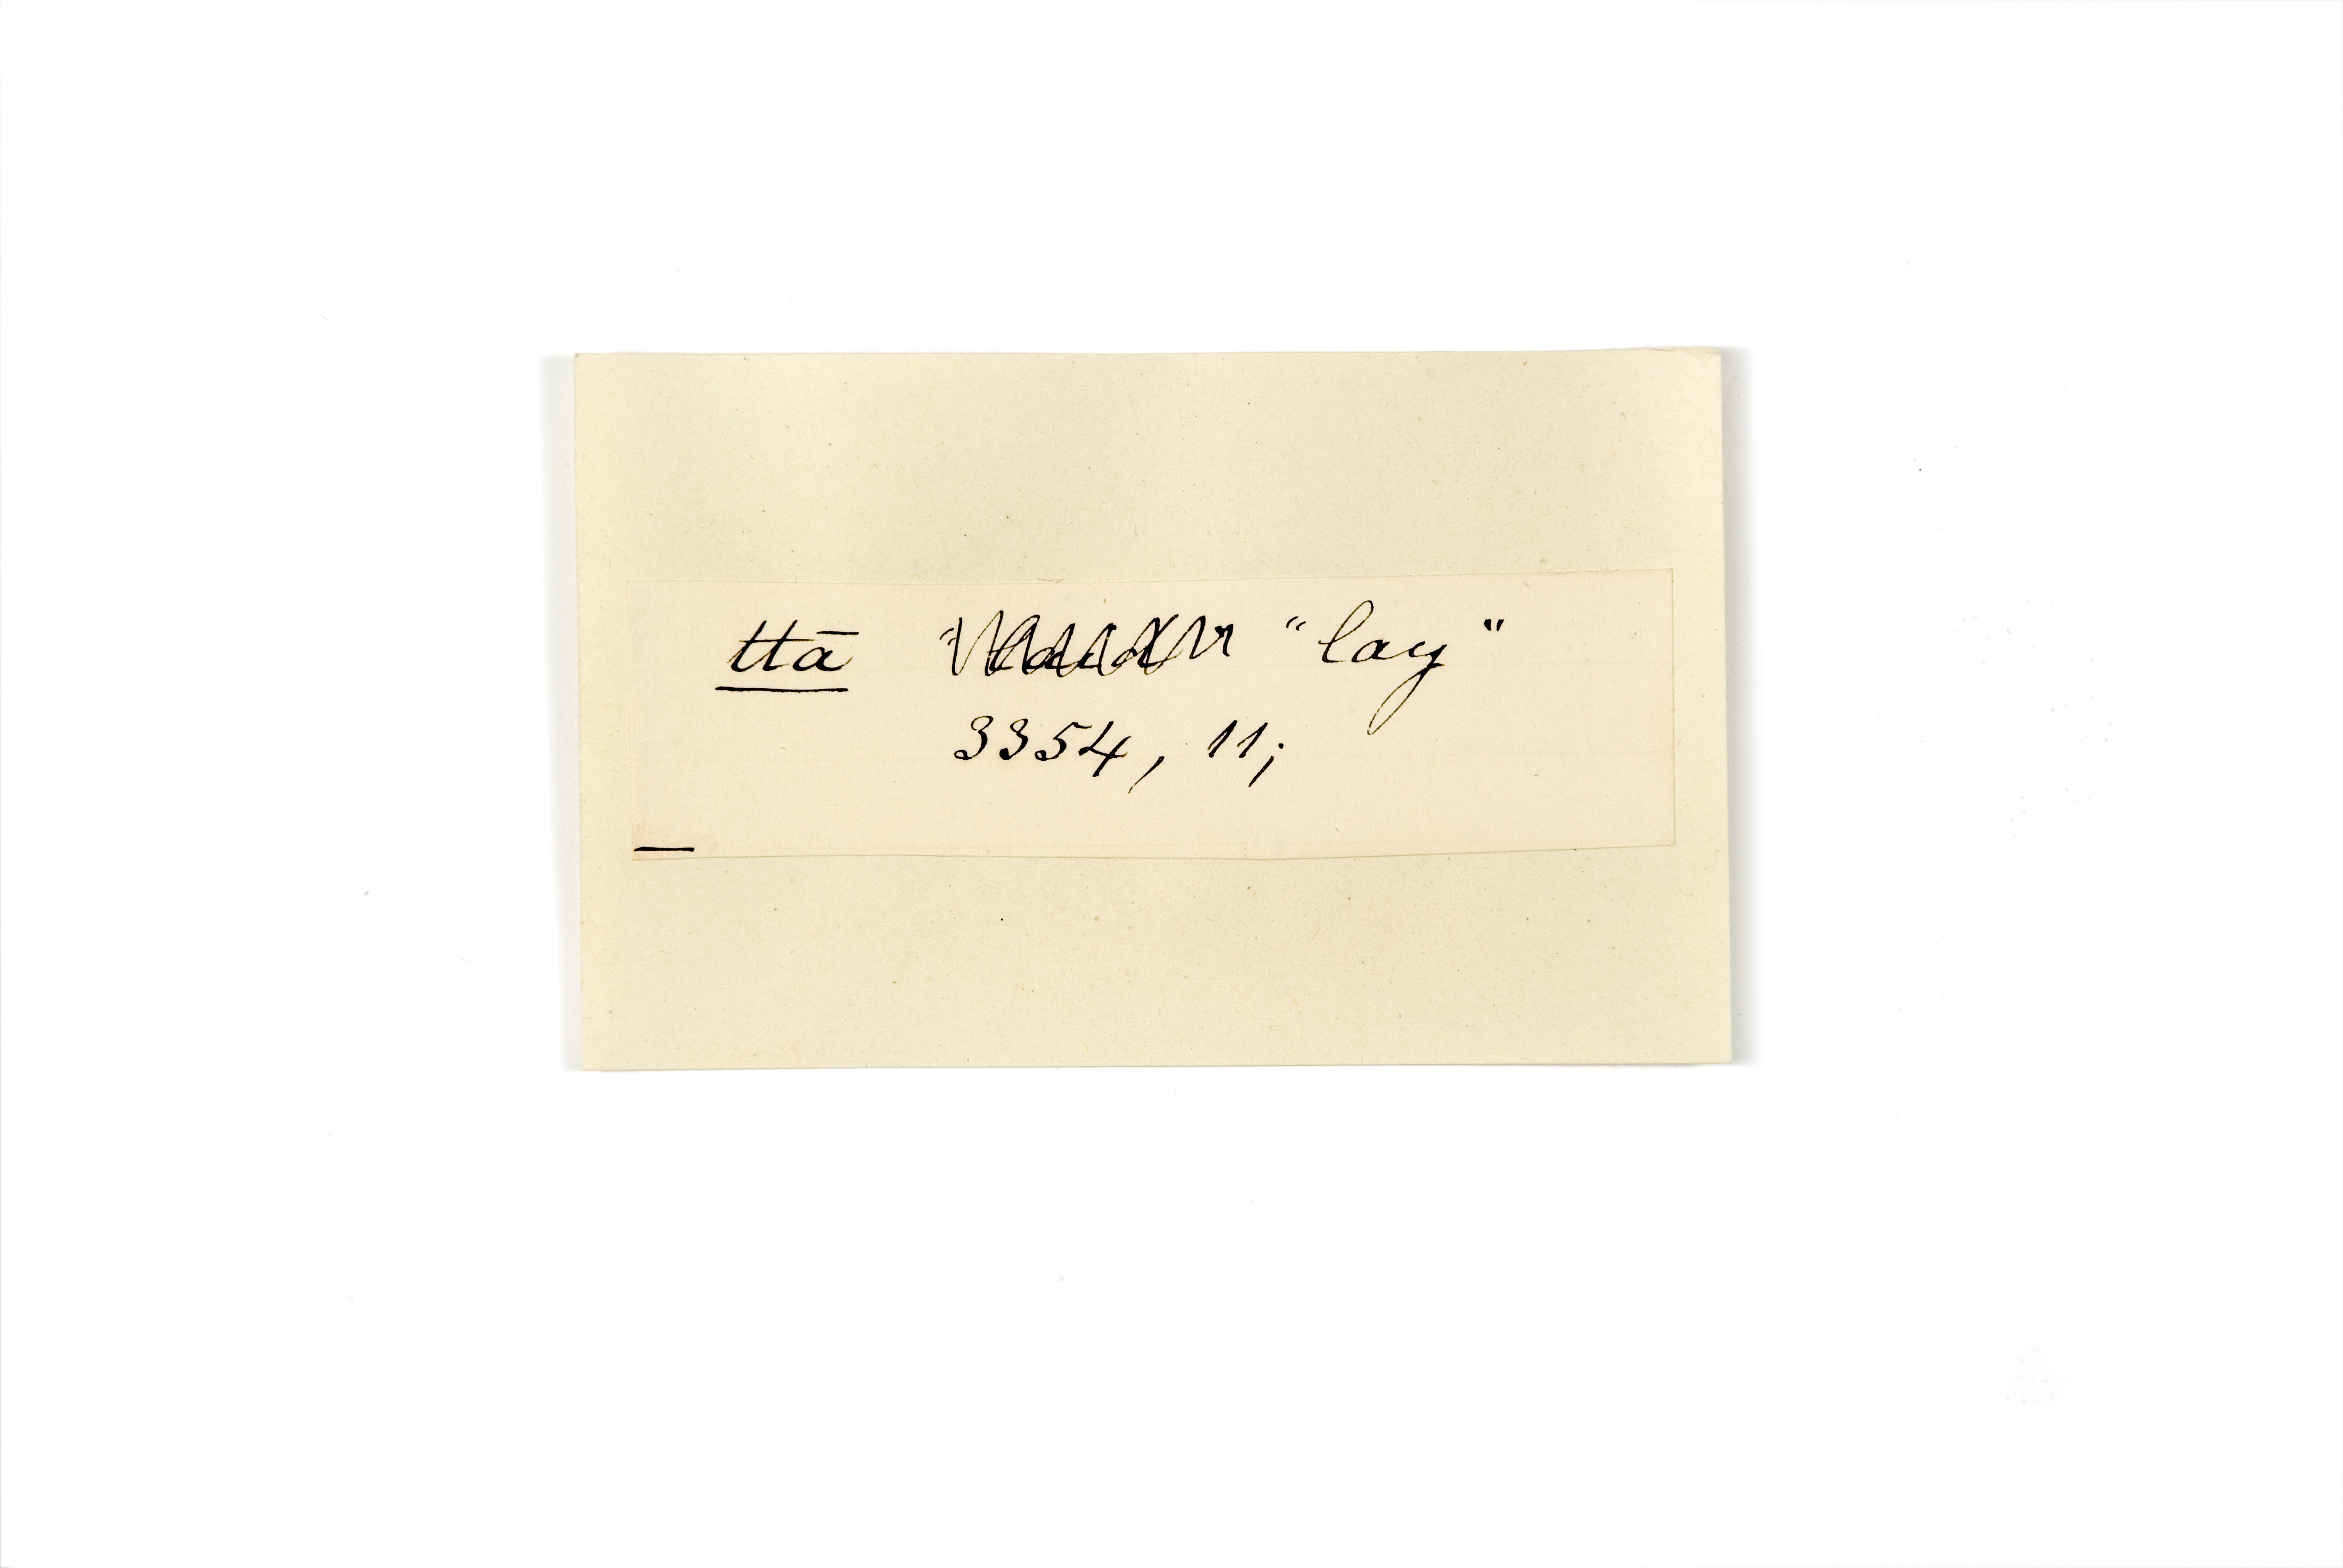 ttā "lay"
3354, 11;